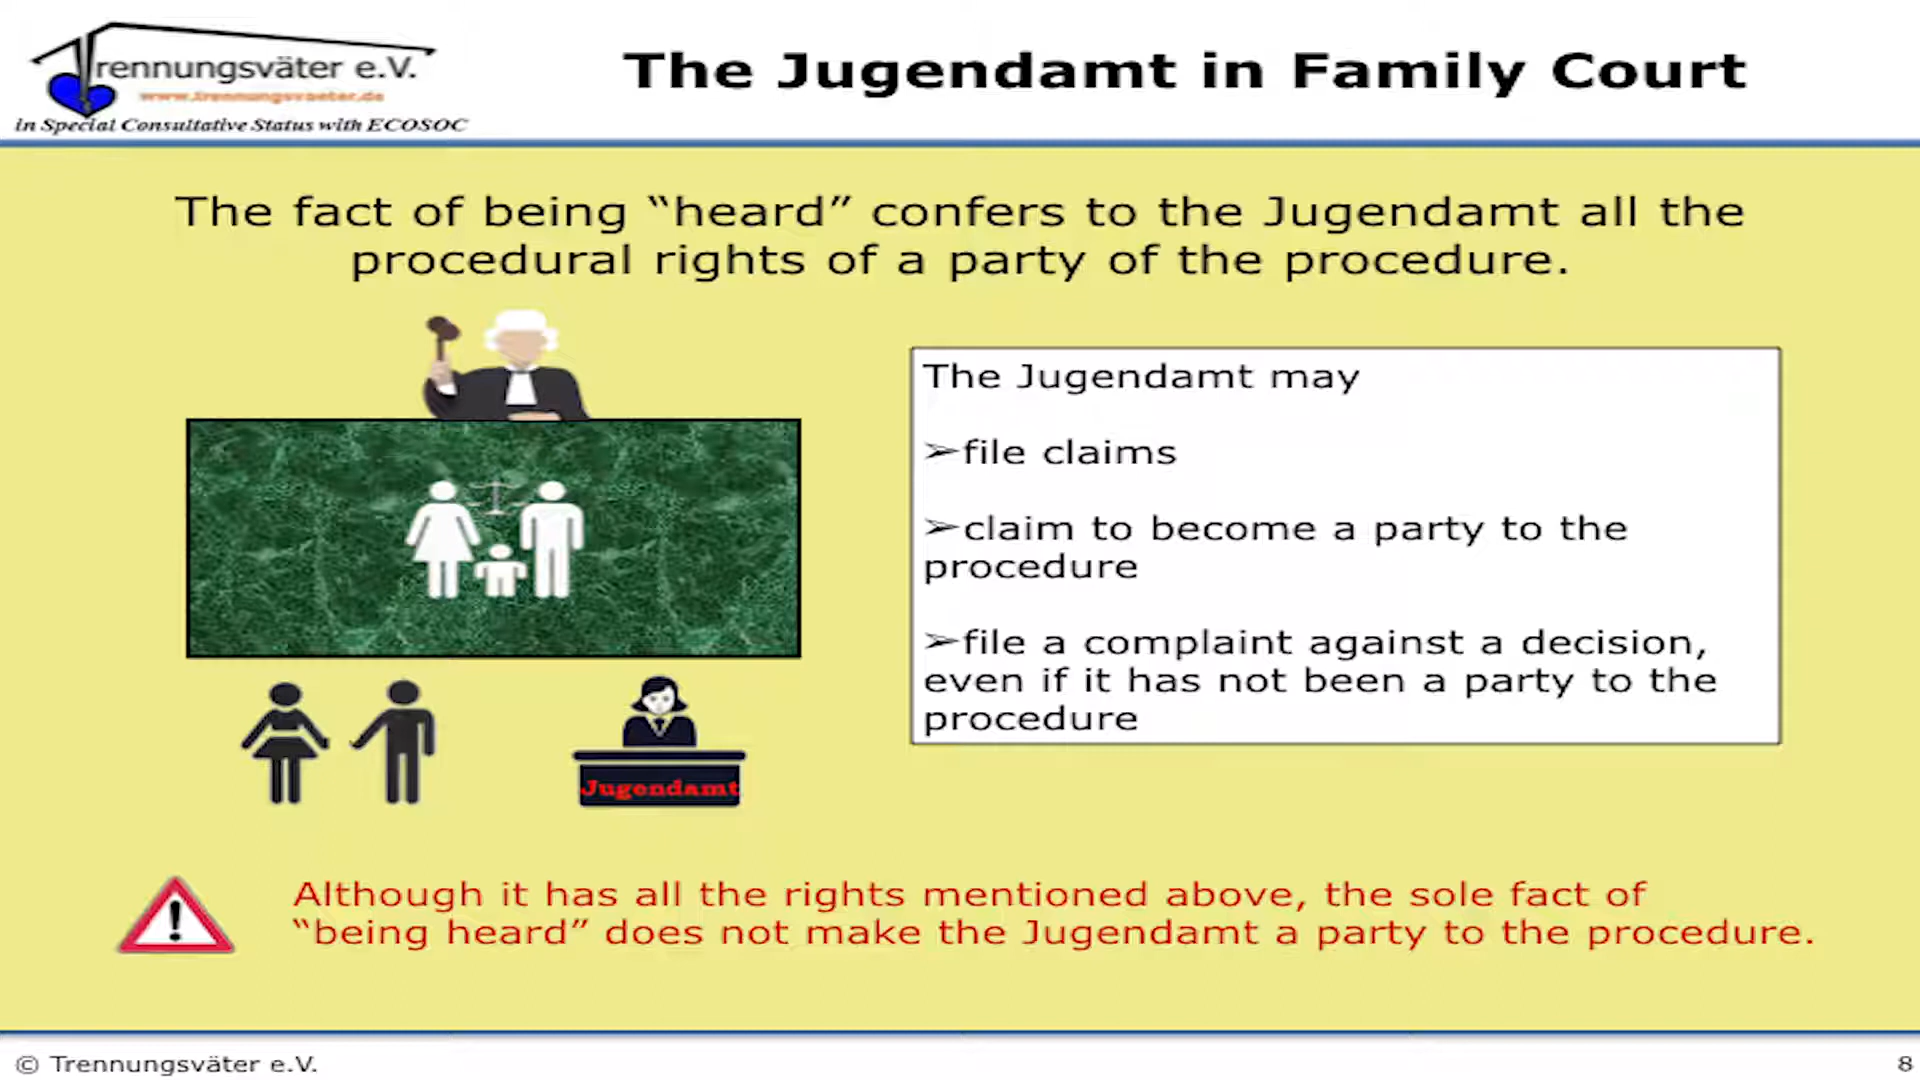 Trennungsväter e.V.
www.trennungsvaeter.de
in Special Consultative Status with ECOSOC
The Jugendamt in Family Court
The fact of being “heard” confers to the Jugendamt all the
procedural rights of a party of the procedure.
The Jugendamt may
➢file claims
➢claim to become a party to the
procedure
➢file a complaint against a decision,
even if it has not been a party to the
procedure
Jugendamt
Although it has all the rights mentioned above, the sole fact of
“being heard” does not make the Jugendamt a party to the procedure.
© Trennungsväter e.V.
8